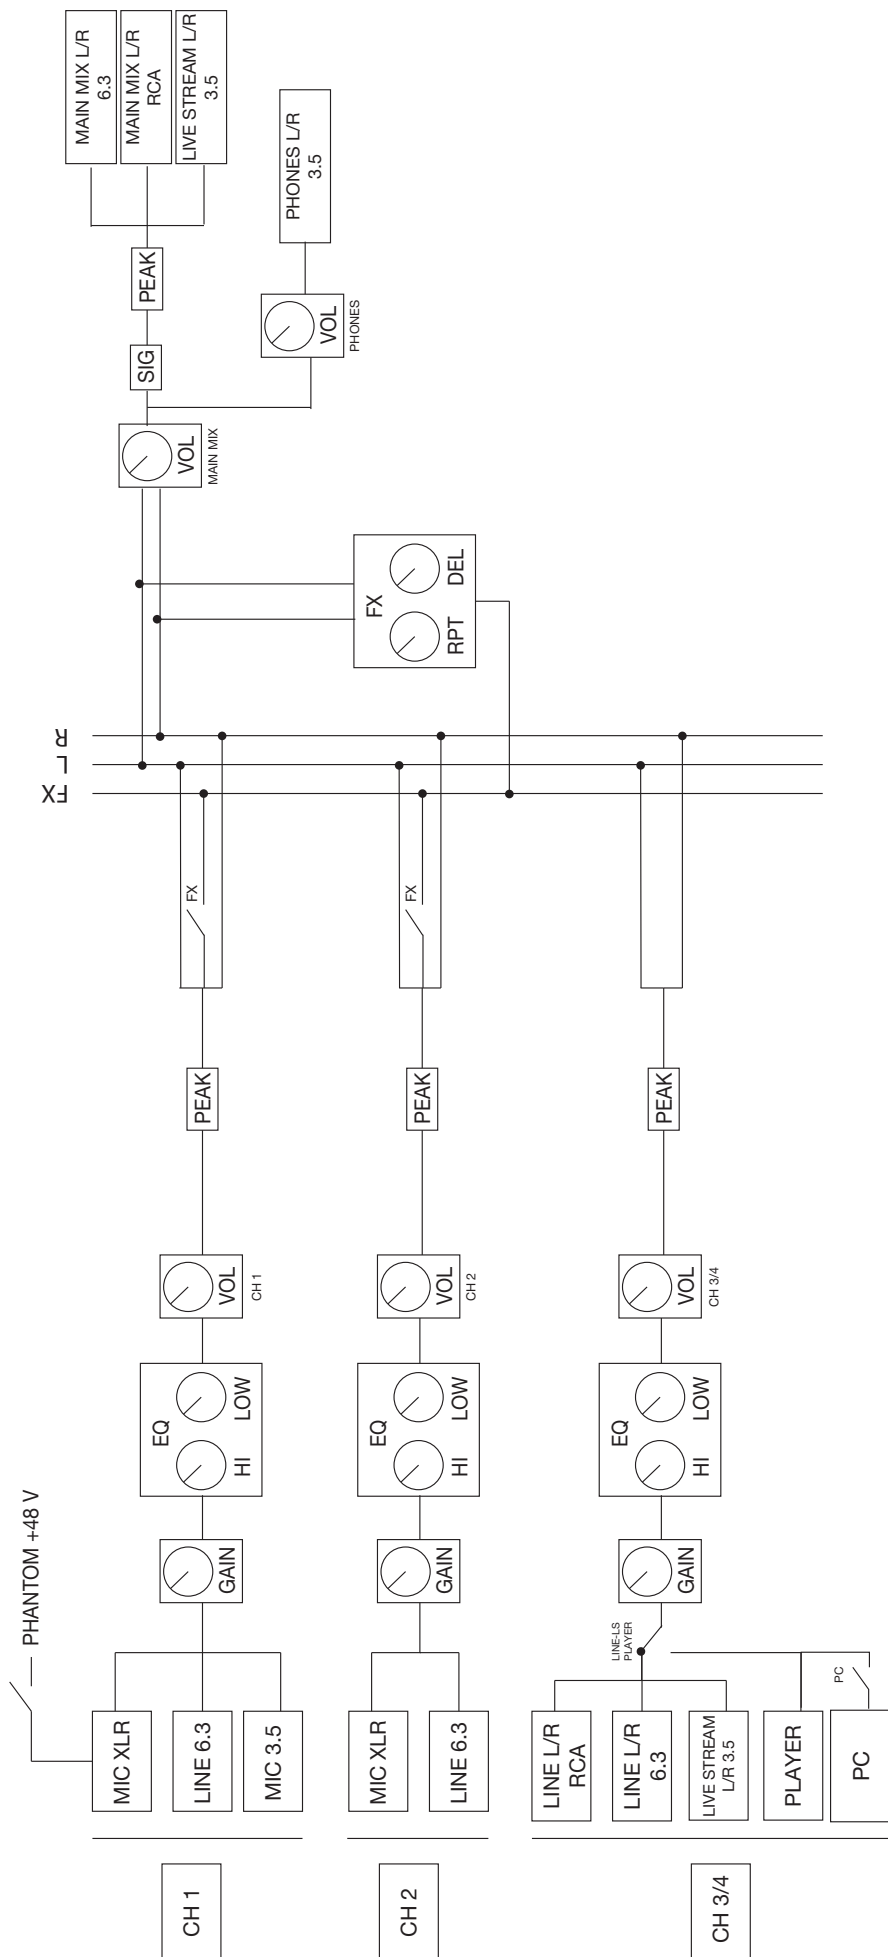 PHANTOM +48 V
CH 1
MIC XLR
LINE 6.3
MIC 3.5
GAIN
EQ
HI
LOW
VOL
CH 1
PEAK
FX
CH 2
MIC XLR
LINE 6.3
GAIN
EQ
HI
LOW
VOL
CH 2
PEAK
FX
CH 3/4
LINE L/R
RCA
LINE L/R
6.3
LIVE STREAM
L/R 3.5
PLAYER
PC
PC
LINE-LS
PLAYER
GAIN
EQ
HI
LOW
VOL
CH 3/4
PEAK
FX
L
R
FX
RPT
DEL
VOL
MAIN MIX
SIG
PEAK
MAIN MIX L/R
6.3
MAIN MIX L/R
RCA
LIVE STREAM L/R
3.5
VOL
PHONES
PHONES L/R
3.5